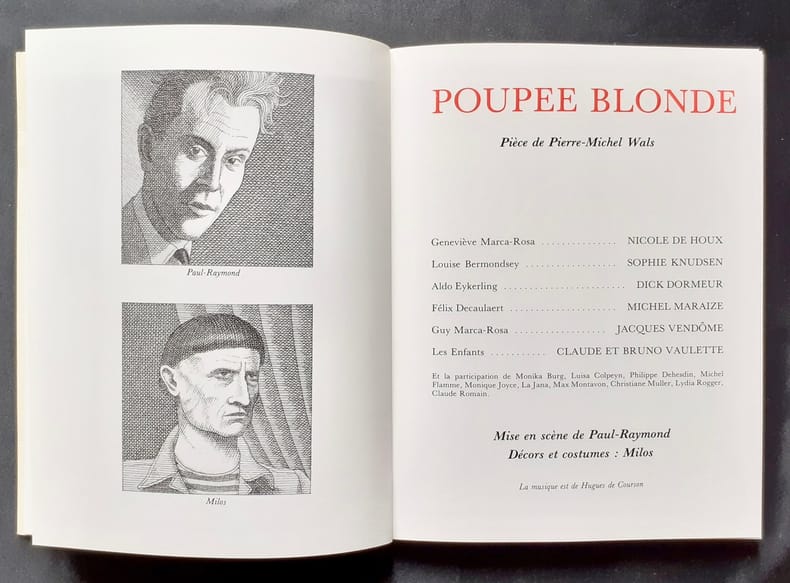 Paul-Raymond
Milos
POUPEE BLONDE
Pièce de Pierre-Michel Wals
Geneviève Marca-Rosa . . . . . . . . . . . . . . NICOLE DE HOUX
Louise Bermondsey . . . . . . . . . . . . . . . . . SOPHIE KNUDSEN
Aldo Eykerling . . . . . . . . . . . . . . . . . . . . . . . DICK DORMEUR
Félix Decaulaert . . . . . . . . . . . . . . . . . . . . MICHEL MARAIZE
Guy Marca-Rosa . . . . . . . . . . . . . . . . . JACQUES VENDÔME
Les Enfants . . . . . . . . . . . CLAUDE ET BRUNO VAULETTE
Et la participation de Monika Burg, Luisa Colpeyn, Philippe Dehesdin, Michel
Flamme, Monique Joyce, La Jana, Max Montavon, Christiane Muller, Lydia Rogger,
Claude Romain.
Mise en scène de Paul-Raymond
Décors et costumes : Milos
La musique est de Hugues de Courson